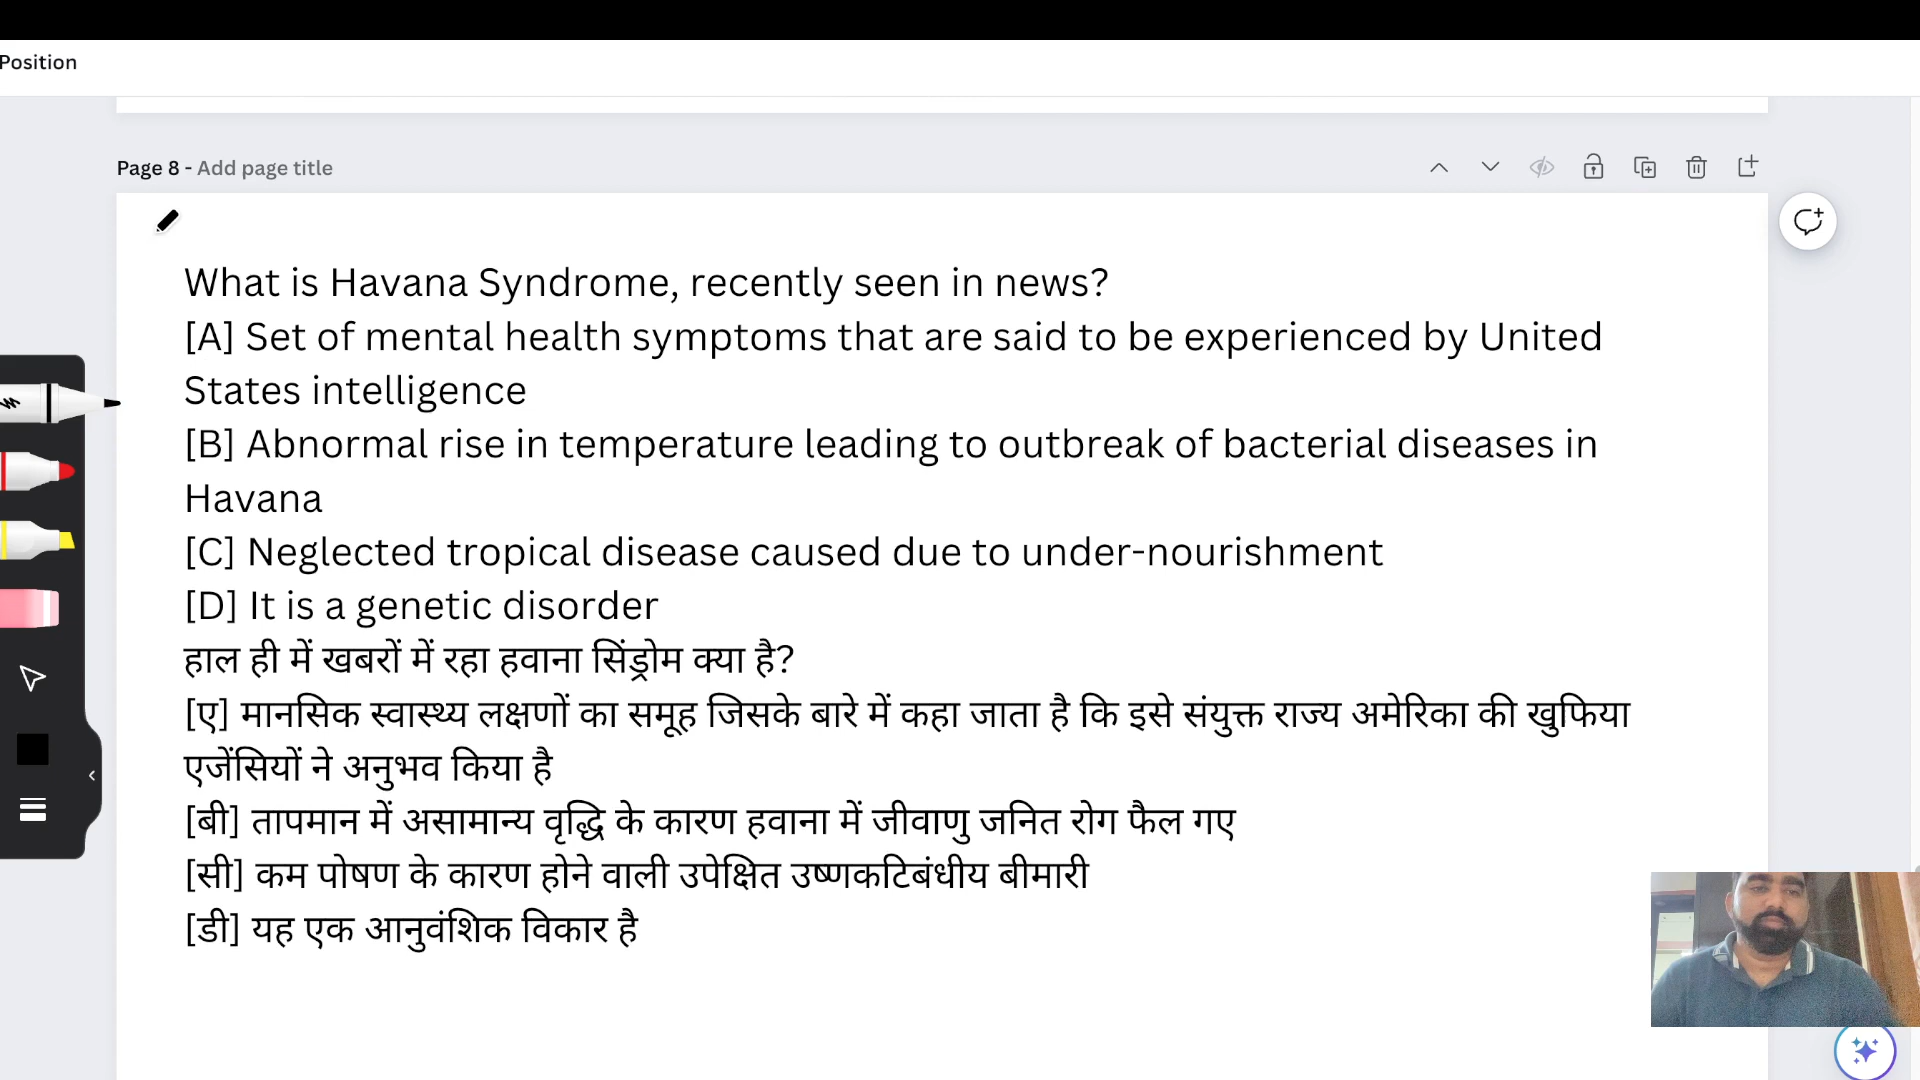 Position
Page 8 - Add page title
What is Havana Syndrome, recently seen in news?
[A] Set of mental health symptoms that are said to be experienced by United
States intelligence
[B] Abnormal rise in temperature leading to outbreak of bacterial diseases in
Havana
[C] Neglected tropical disease caused due to under-nourishment
[D] It is a genetic disorder
हाल ही में खबरों में रहा हवाना सिंड्रोम क्या है?
[ए] मानसिक स्वास्थ्य लक्षणों का समूह जिसके बारे में कहा जाता है कि इसे संयुक्त राज्य अमेरिका की खुफिया
एजेंसियों ने अनुभव किया है
[बी] तापमान में असामान्य वृद्धि के कारण हवाना में जीवाणु जनित रोग फैल गए
[सी] कम पोषण के कारण होने वाली उपेक्षित उष्णकटिबंधीय बीमारी
[डी] यह एक आनुवंशिक विकार है